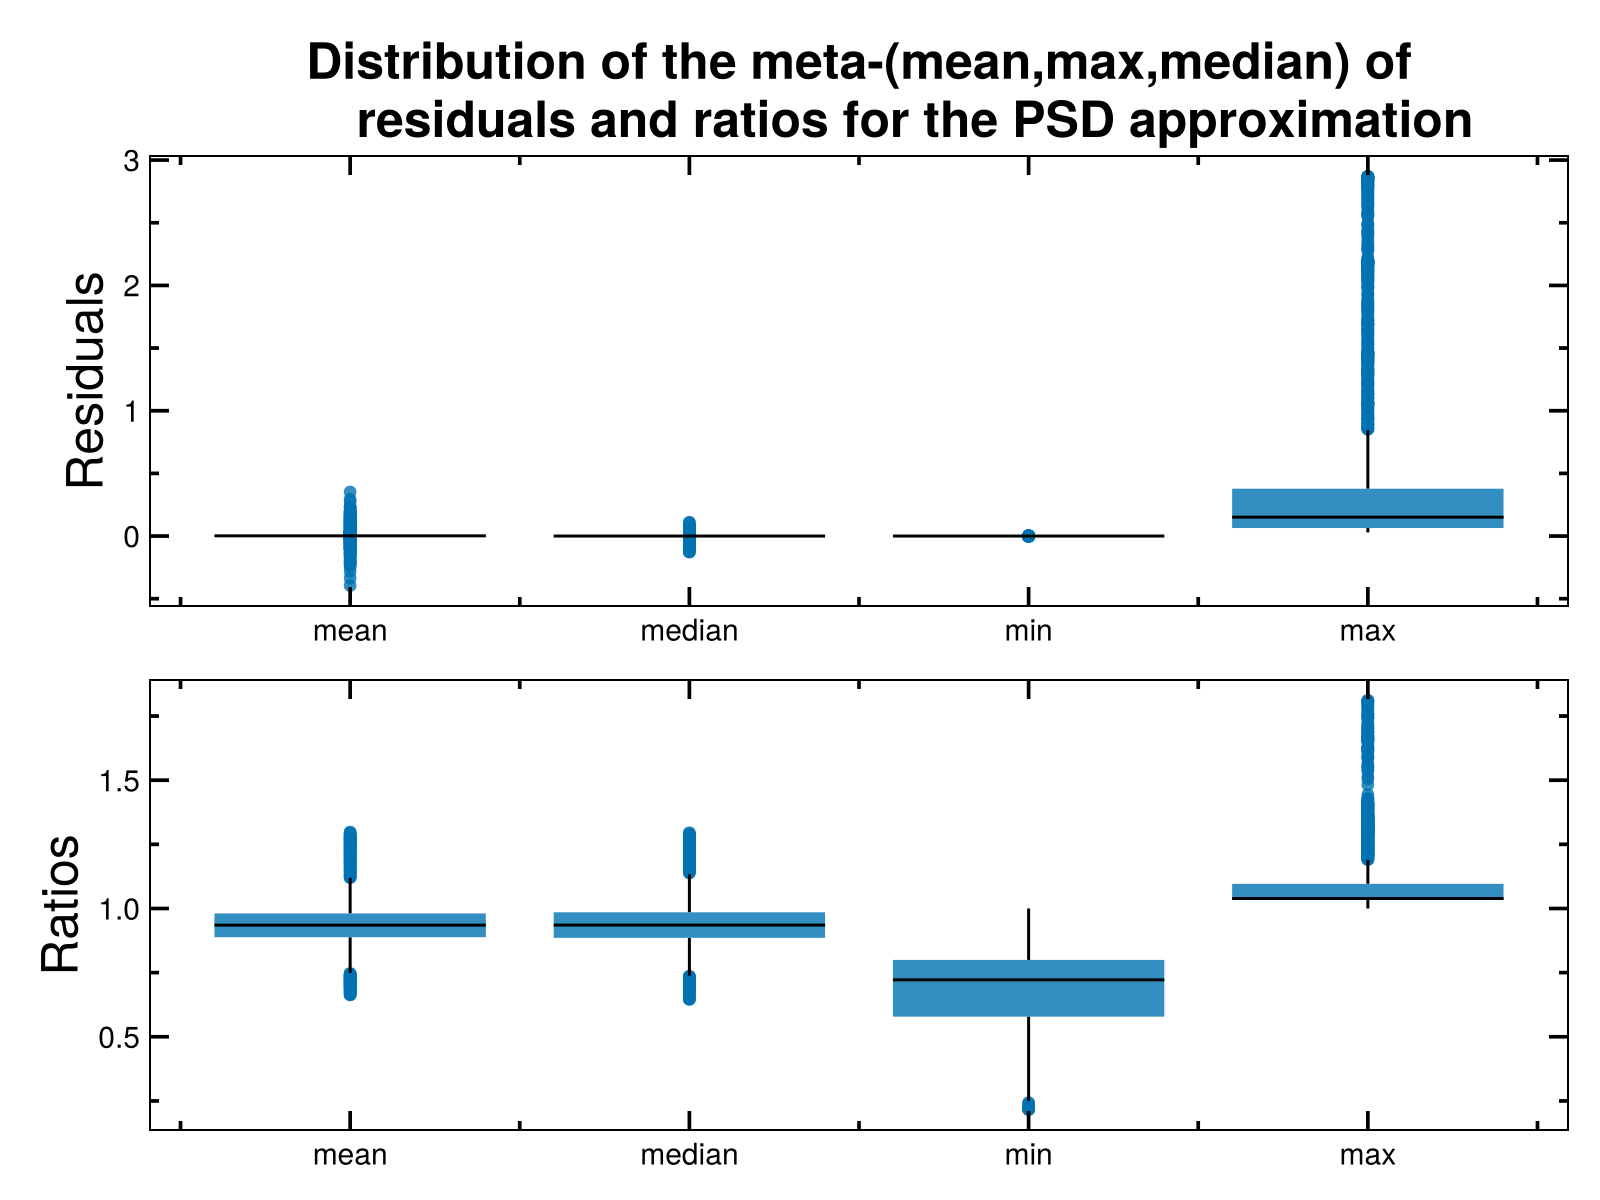 Distribution of the meta-(mean,max,median) of
residuals and ratios for the PSD approximation
3
2
1
0
Residuals
mean median min max
1.5
1.0
0.5
Ratios
mean median min max